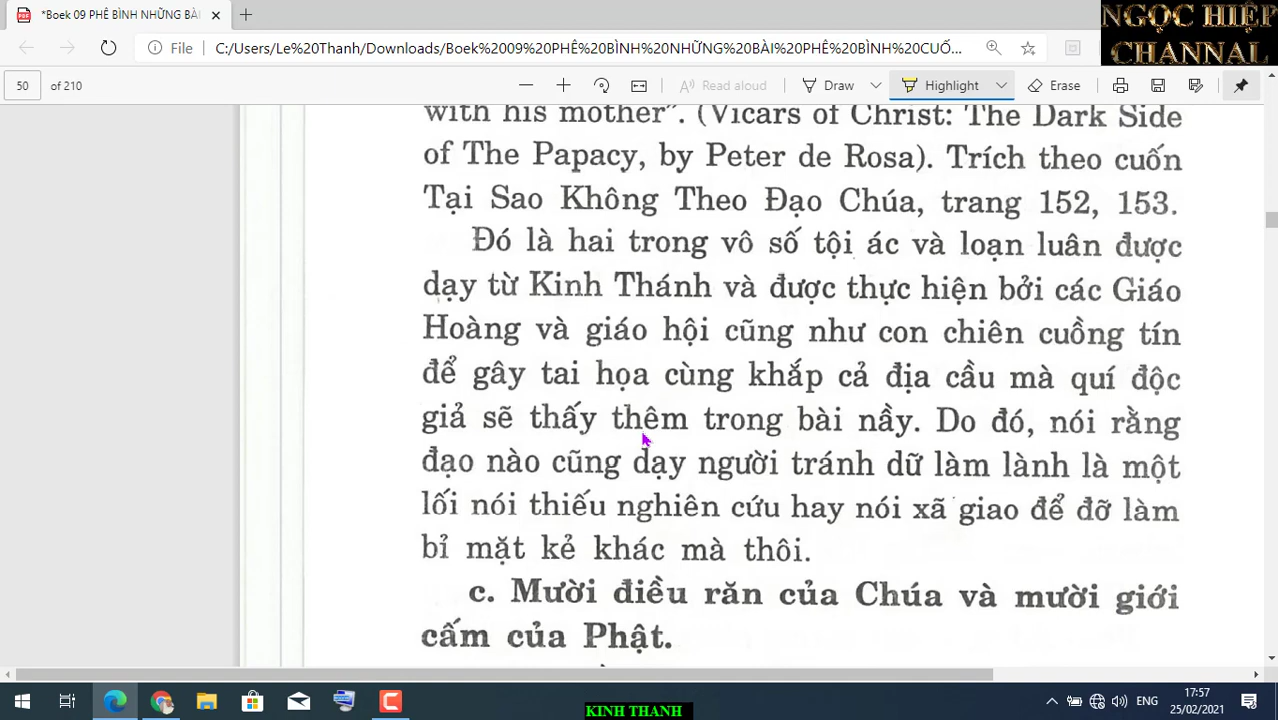 *Boek 09 PHÊ BÌNH NHỮNG BÀI
NGỌC HIỆP
CHANNAL
File C:/Users/Le%20Thanh/Downloads/Boek%2009%20PHÊ%20BÌNH%20NHỮNG%20BÀI%20PHÊ%20BÌNH%20CUỐ...
50 of 210 Read aloud Draw Highlight Erase
with his mother”. (Vicars of Christ: The Dark Side
of The Papacy, by Peter de Rosa). Trích theo cuốn
Tại Sao Không Theo Đạo Chúa, trang 152, 153.
Đó là hai trong vô số tội ác và loạn luân được
dạy từ Kinh Thánh và được thực hiện bởi các Giáo
Hoàng và giáo hội cũng như con chiên cuồng tín
để gây tai họa cùng khắp cả địa cầu mà quí độc
giả sẽ thấy thêm trong bài nầy. Do đó, nói rằng
đạo nào cũng dạy người tránh dữ làm lành là một
lối nói thiếu nghiên cứu hay nói xã giao để đỡ làm
bỉ mặt kẻ khác mà thôi.
c. Mười điều răn của Chúa và mười giới
cấm của Phật.
ENG
17:57
25/02/2021
KINH THANH